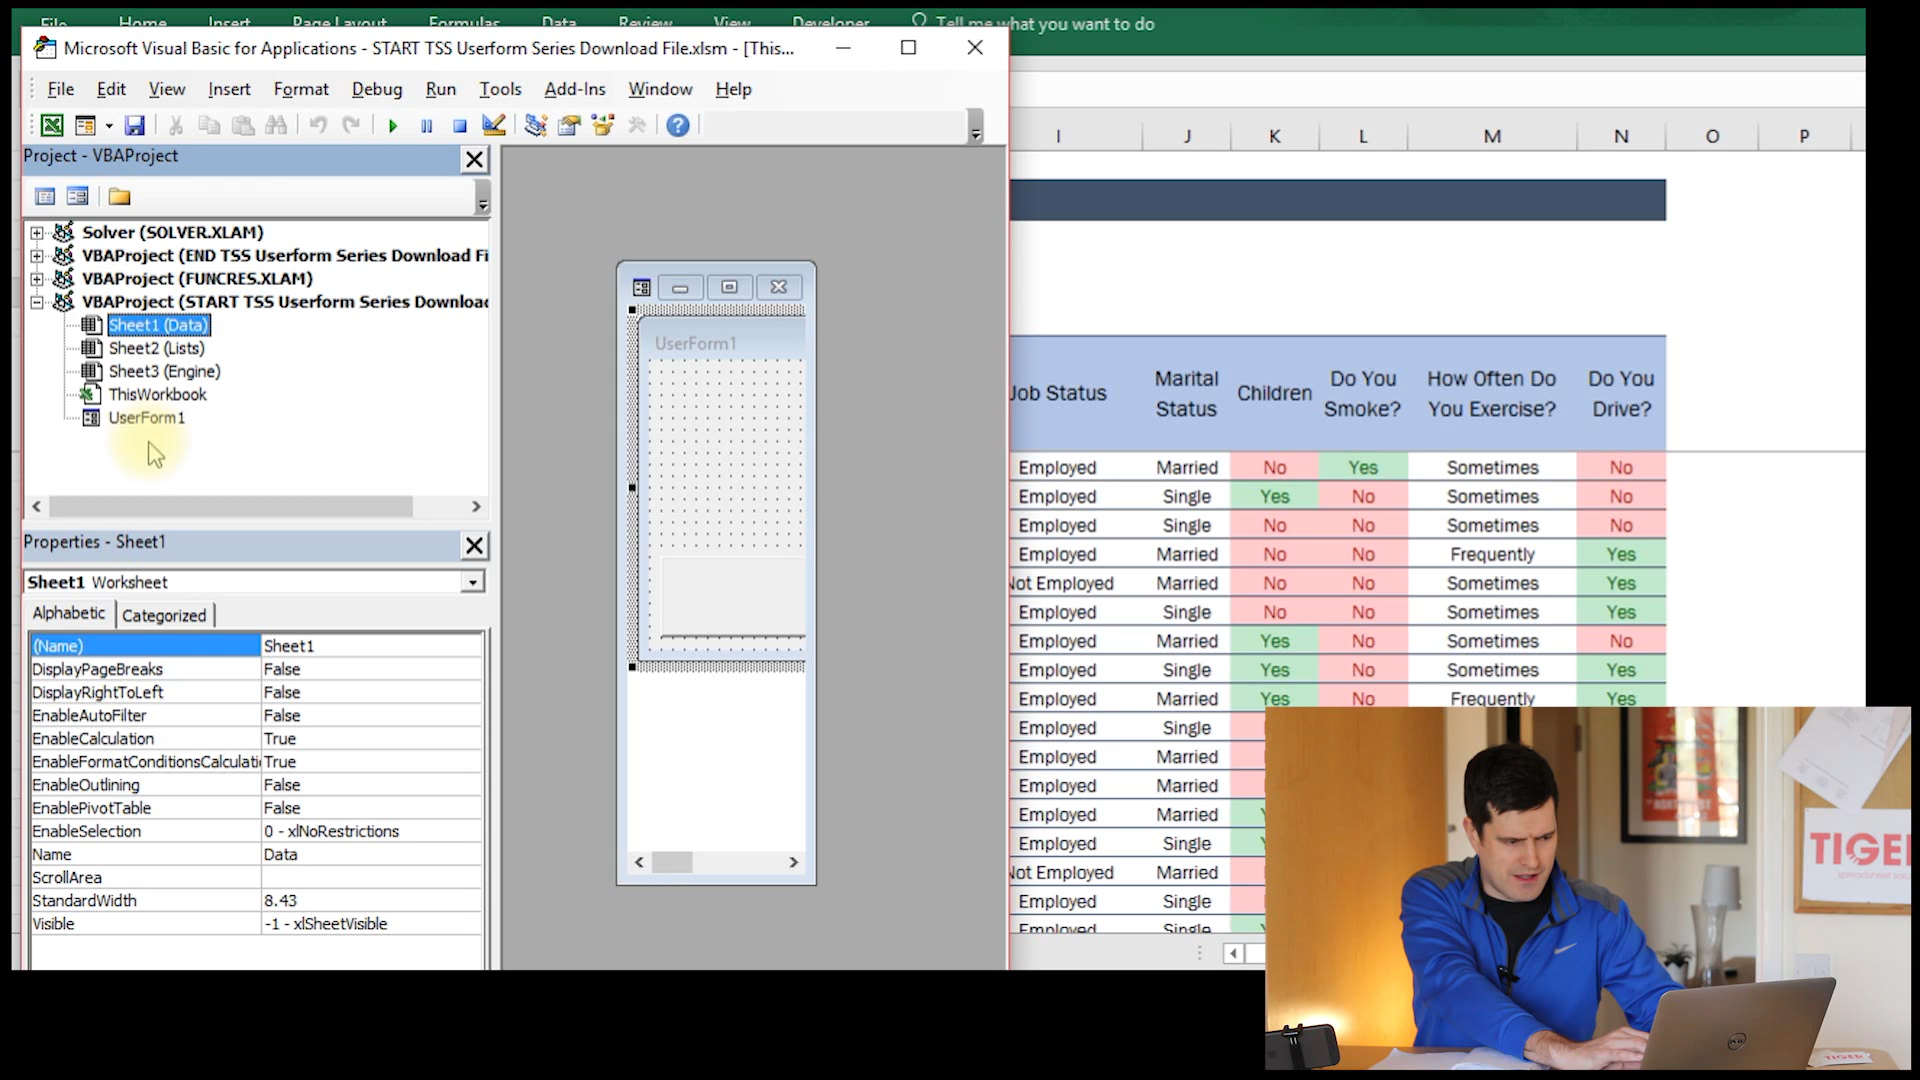 File Home Insert Page Layout Formulas Data Review View Developer Tell me what you want to do
Microsoft Visual Basic for Applications - START TSS Userform Series Download File.xlsm - [This...
File Edit View Insert Format Debug Run Tools Add-Ins Window Help
Project - VBAProject
Solver (SOLVER.XLAM)
VBAProject (END TSS Userform Series Download Fi
VBAProject (FUNCRES.XLAM)
VBAProject (START TSS Userform Series Download
Sheet1 (Data)
Sheet2 (Lists)
Sheet3 (Engine)
ThisWorkbook
UserForm1
Properties - Sheet1
Sheet1 Worksheet
Alphabetic Categorized
(Name) Sheet1
DisplayPageBreaks False
DisplayRightToLeft False
EnableAutoFilter False
EnableCalculation True
EnableFormatConditionsCalculati True
EnableOutlining False
EnablePivotTable False
EnableSelection 0 - xlNoRestrictions
Name Data
ScrollArea
StandardWidth 8.43
Visible -1 - xlSheetVisible
UserForm1
I J K L M N O P
Job Status Marital Status Children Do You Smoke? How Often Do You Exercise? Do You Drive?
Employed Married No Yes Sometimes No
Employed Single Yes No Sometimes No
Employed Single No No Sometimes No
Employed Married No No Frequently Yes
Not Employed Married No No Sometimes Yes
Employed Single No No Sometimes Yes
Employed Married Yes No Sometimes No
Employed Single Yes No Sometimes Yes
Employed Married Yes No Frequently Yes
Employed Single
Employed Married
Employed Married
Employed Married
Employed Single
Not Employed Married
Employed Single
Employed Single
TIGER
spreadsheet
TIGER